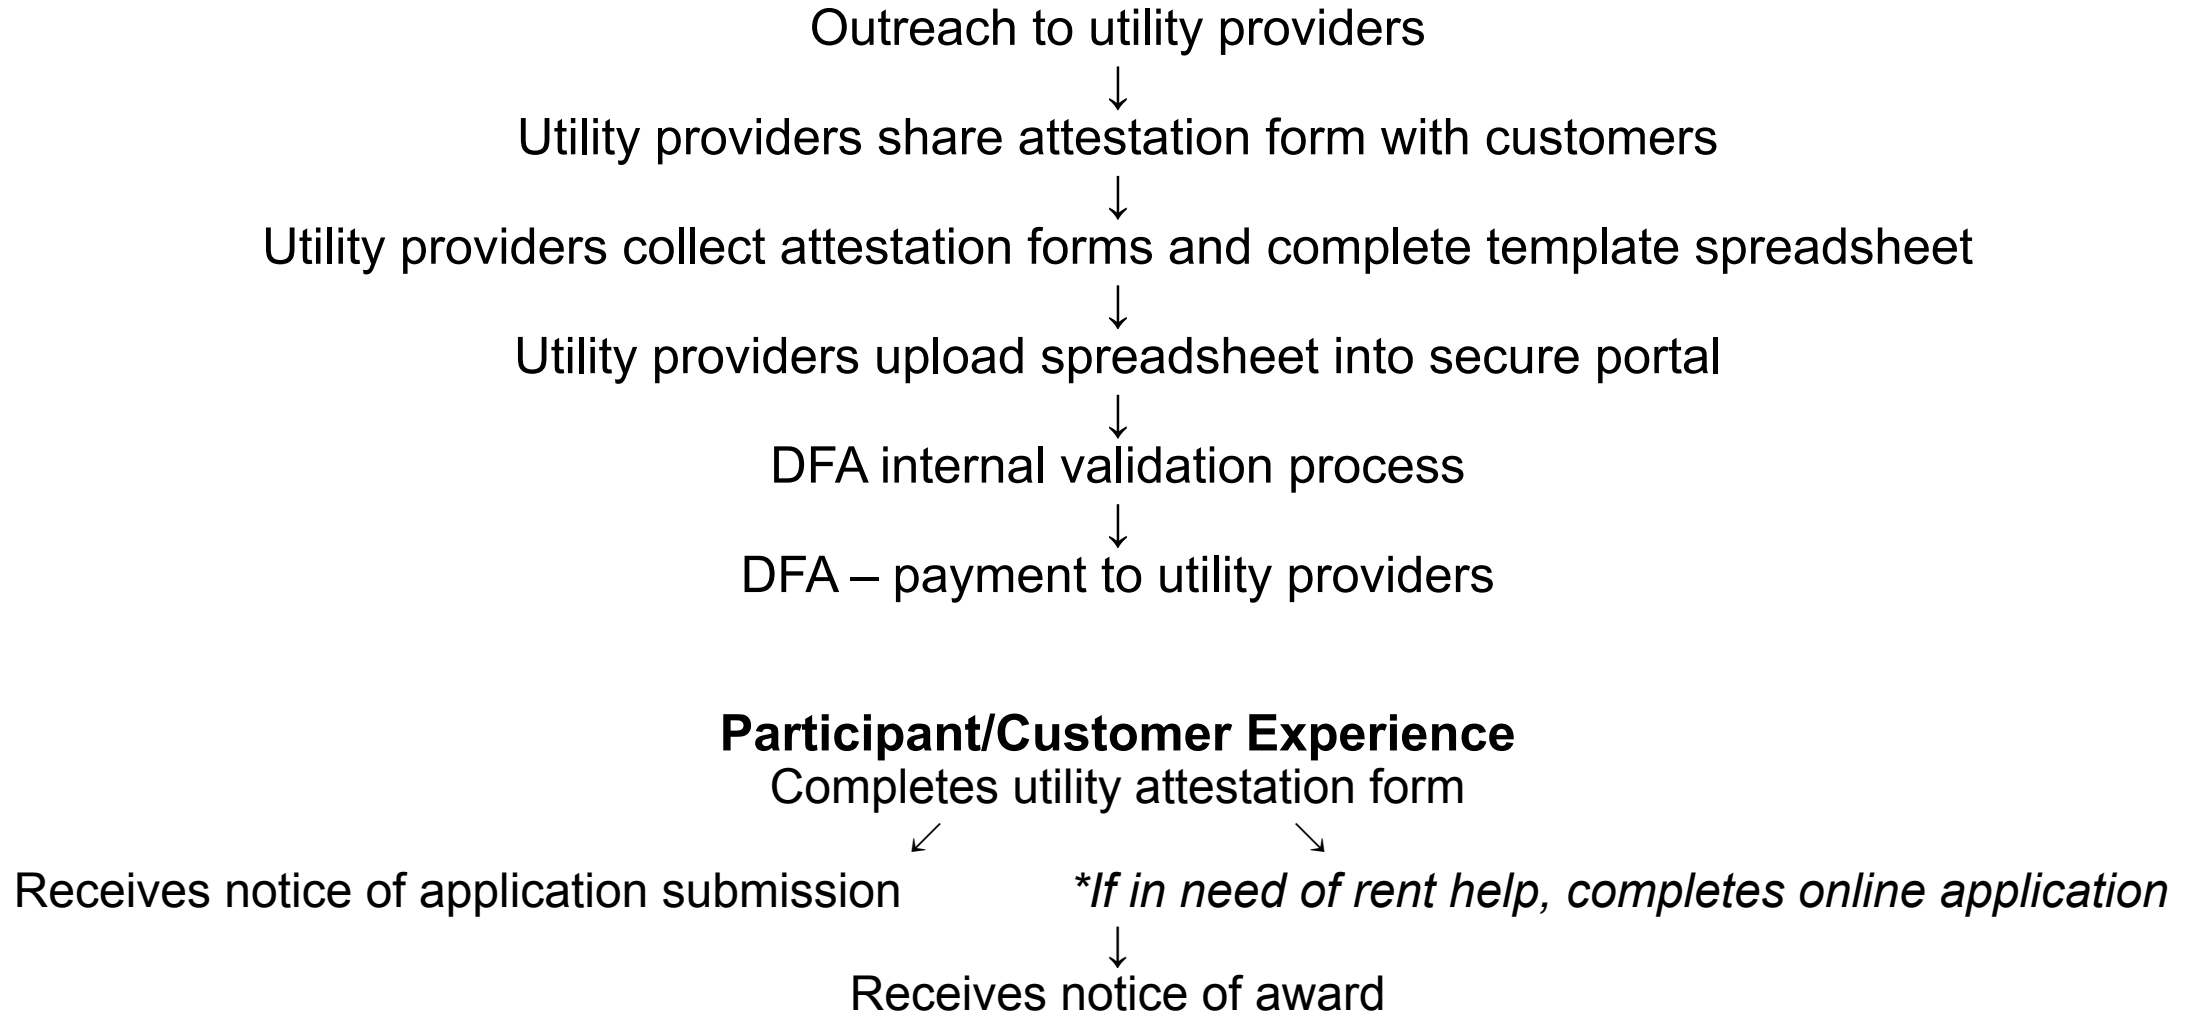 Outreach to utility providers
↓
Utility providers share attestation form with customers
↓
Utility providers collect attestation forms and complete template spreadsheet
↓
Utility providers upload spreadsheet into secure portal
↓
DFA internal validation process
↓
DFA – payment to utility providers
Participant/Customer Experience
Completes utility attestation form
↙ ↘
Receives notice of application submission *If in need of rent help, completes online application
↓
Receives notice of award